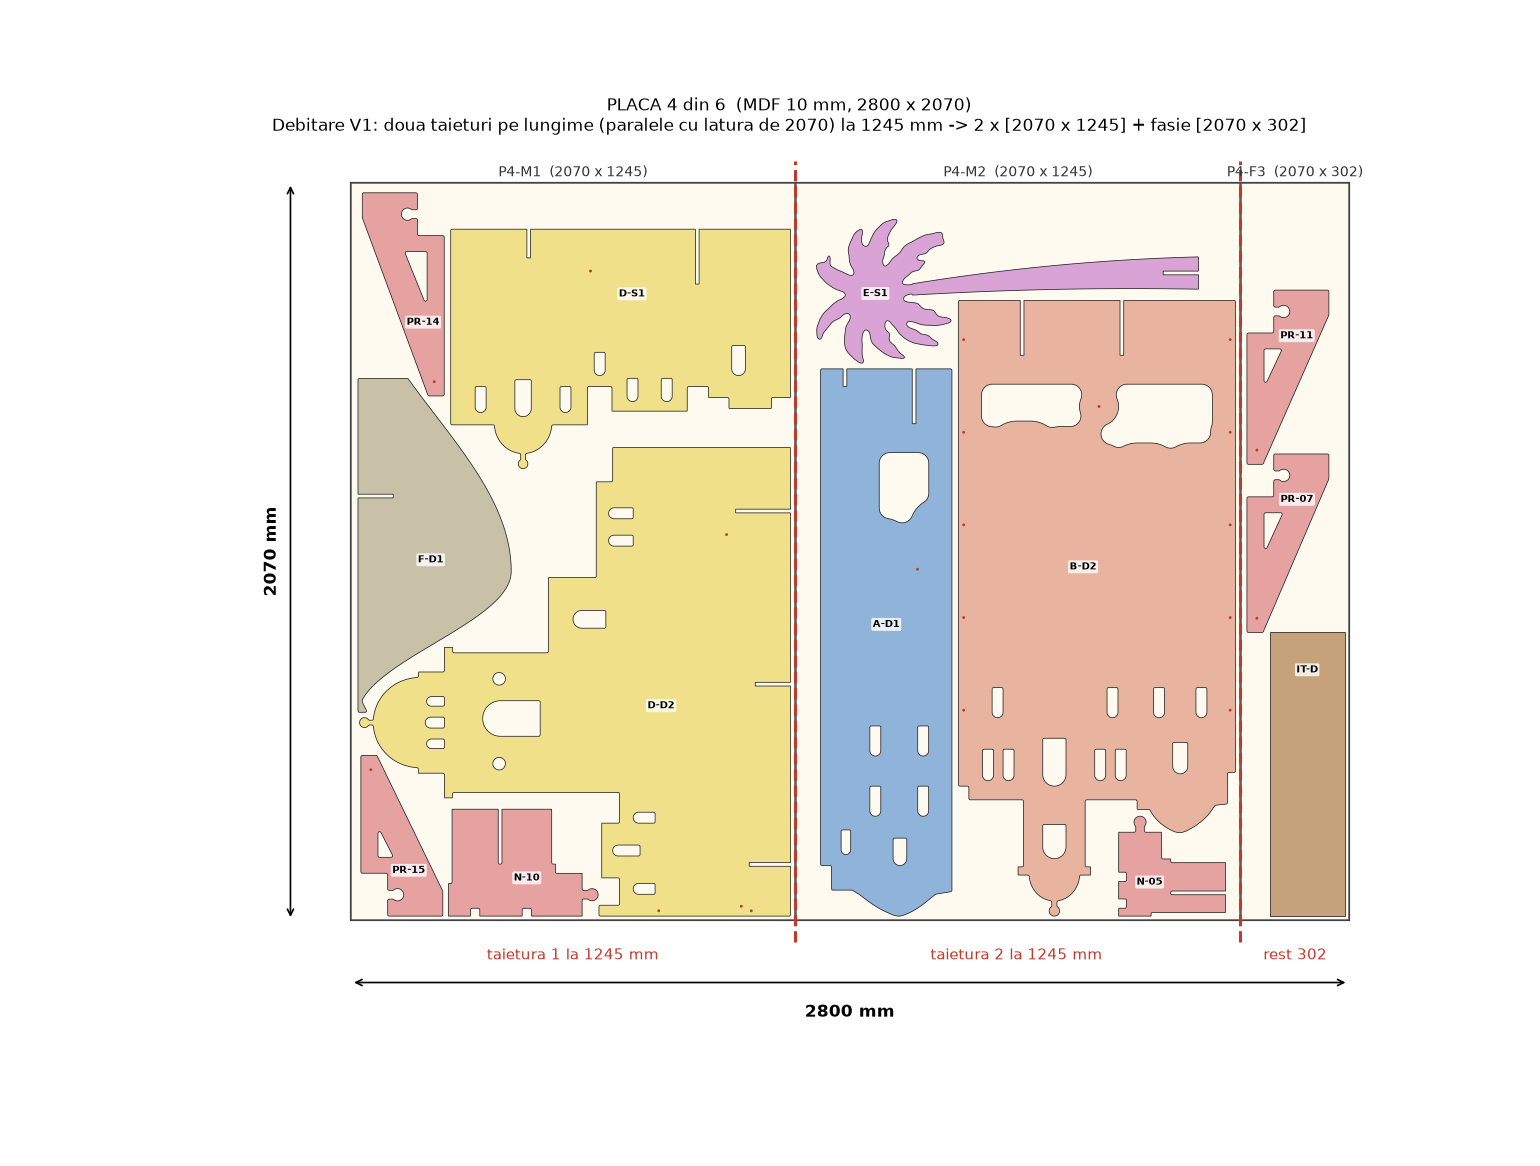 PLACA 4 din 6  (MDF 10 mm, 2800 x 2070)
Debitare V1: doua taieturi pe lungime (paralele cu latura de 2070) la 1245 mm -> 2 x [2070 x 1245] + fasie [2070 x 302]
P4-M1  (2070 x 1245)
P4-M2  (2070 x 1245)
P4-F3  (2070 x 302)
D-S1
E-S1
PR-14
PR-11
PR-07
F-D1
B-D2
A-D1
2070 mm
IT-D
D-D2
PR-15
N-10
N-05
taietura 1 la 1245 mm
taietura 2 la 1245 mm
rest 302
2800 mm